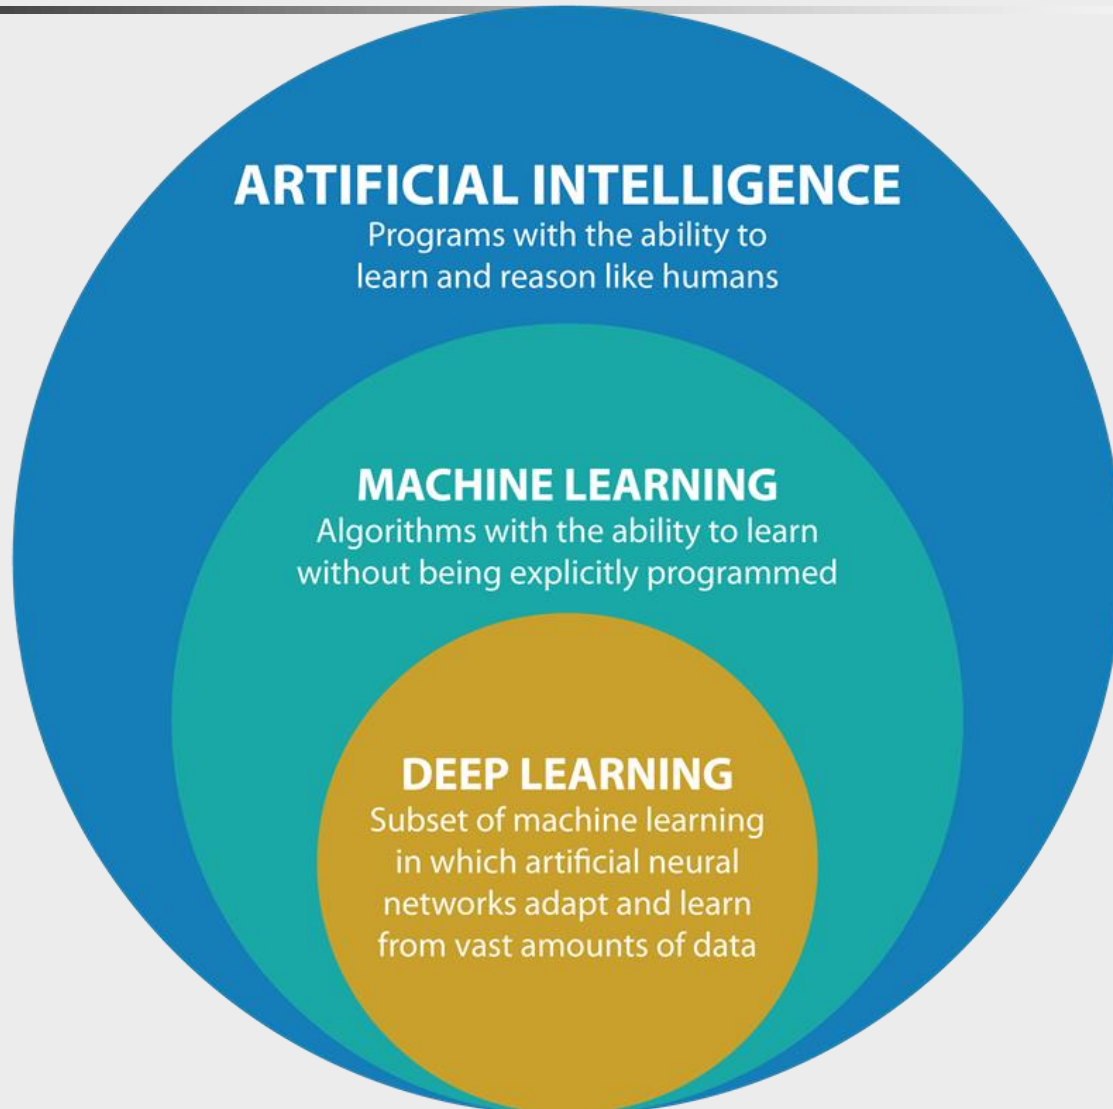 ARTIFICIAL INTELLIGENCE
Programs with the ability to
learn and reason like humans
MACHINE LEARNING
Algorithms with the ability to learn
without being explicitly programmed
DEEP LEARNING
Subset of machine learning
in which artificial neural
networks adapt and learn
from vast amounts of data